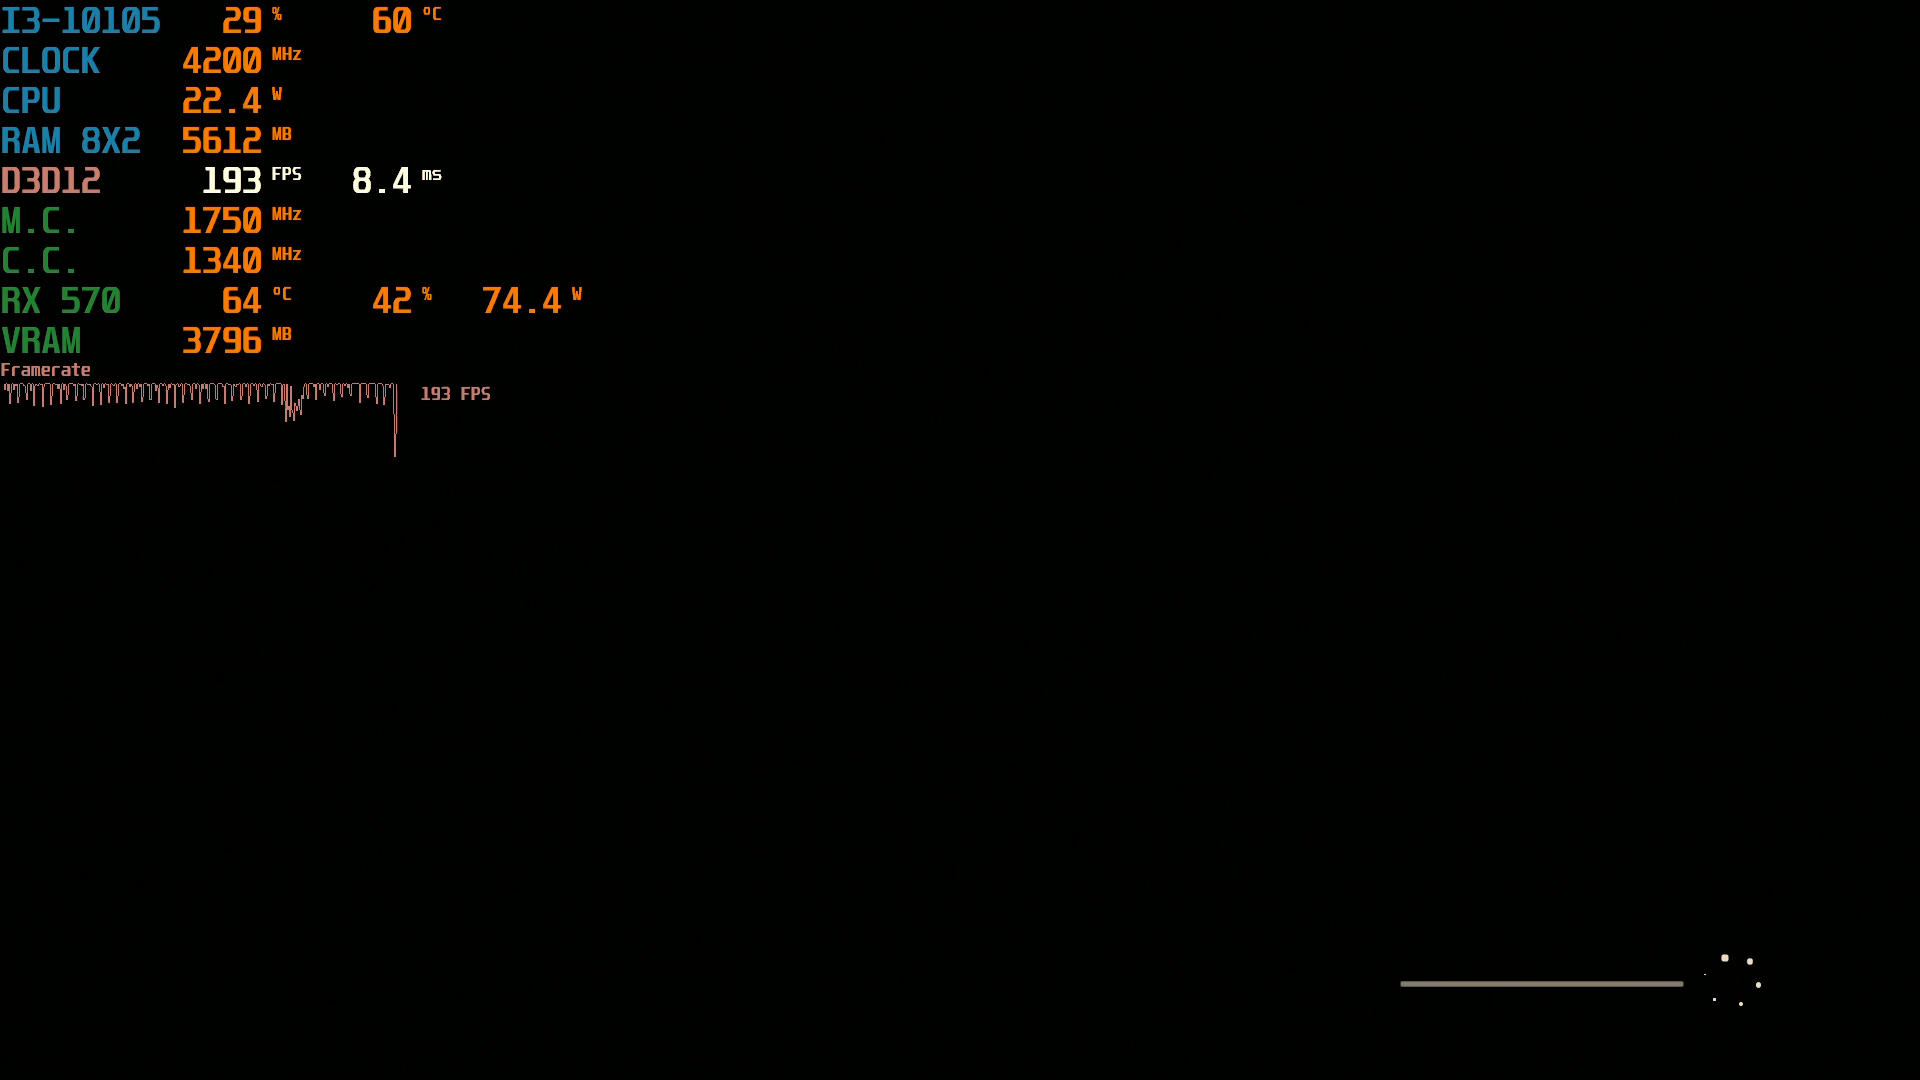 I3-10105 29 % 60 °C
CLOCK 4200 MHz
CPU 22.4 W
RAM 8X2 5612 MB
D3D12 193 FPS 8.4 ms
M.C. 1750 MHz
C.C. 1340 MHz
RX 570 64 °C 42 % 74.4 W
VRAM 3796 MB
Framerate
193 FPS